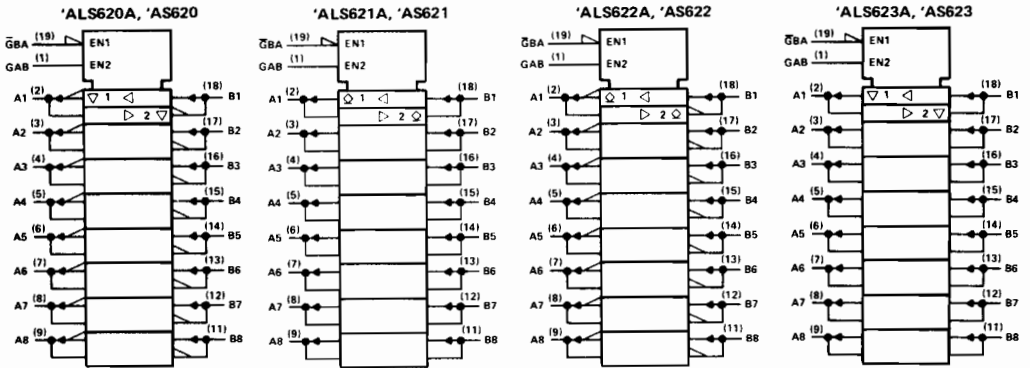 'ALS620A, 'AS620
G̅BA (19) EN1
GAB (1) EN2
A1 (2) ▽ 1 ◁ (18) B1
▷ 2 ▽
A2 (3) (17) B2
A3 (4) (16) B3
A4 (5) (15) B4
A5 (6) (14) B5
A6 (7) (13) B6
A7 (8) (12) B7
A8 (9) (11) B8
'ALS621A, 'AS621
G̅BA (19) EN1
GAB (1) EN2
A1 (2) ◇ 1 ◁ (18) B1
▷ 2 ◇
A2 (3) (17) B2
A3 (4) (16) B3
A4 (5) (15) B4
A5 (6) (14) B5
A6 (7) (13) B6
A7 (8) (12) B7
A8 (9) (11) B8
'ALS622A, 'AS622
G̅BA (19) EN1
GAB (1) EN2
A1 (2) ◇ 1 ◁ (18) B1
▷ 2 ◇
A2 (3) (17) B2
A3 (4) (16) B3
A4 (5) (15) B4
A5 (6) (14) B5
A6 (7) (13) B6
A7 (8) (12) B7
A8 (9) (11) B8
'ALS623A, 'AS623
G̅BA (19) EN1
GAB (1) EN2
A1 (2) ▽ 1 ◁ (18) B1
▷ 2 ▽
A2 (3) (17) B2
A3 (4) (16) B3
A4 (5) (15) B4
A5 (6) (14) B5
A6 (7) (13) B6
A7 (8) (12) B7
A8 (9) (11) B8